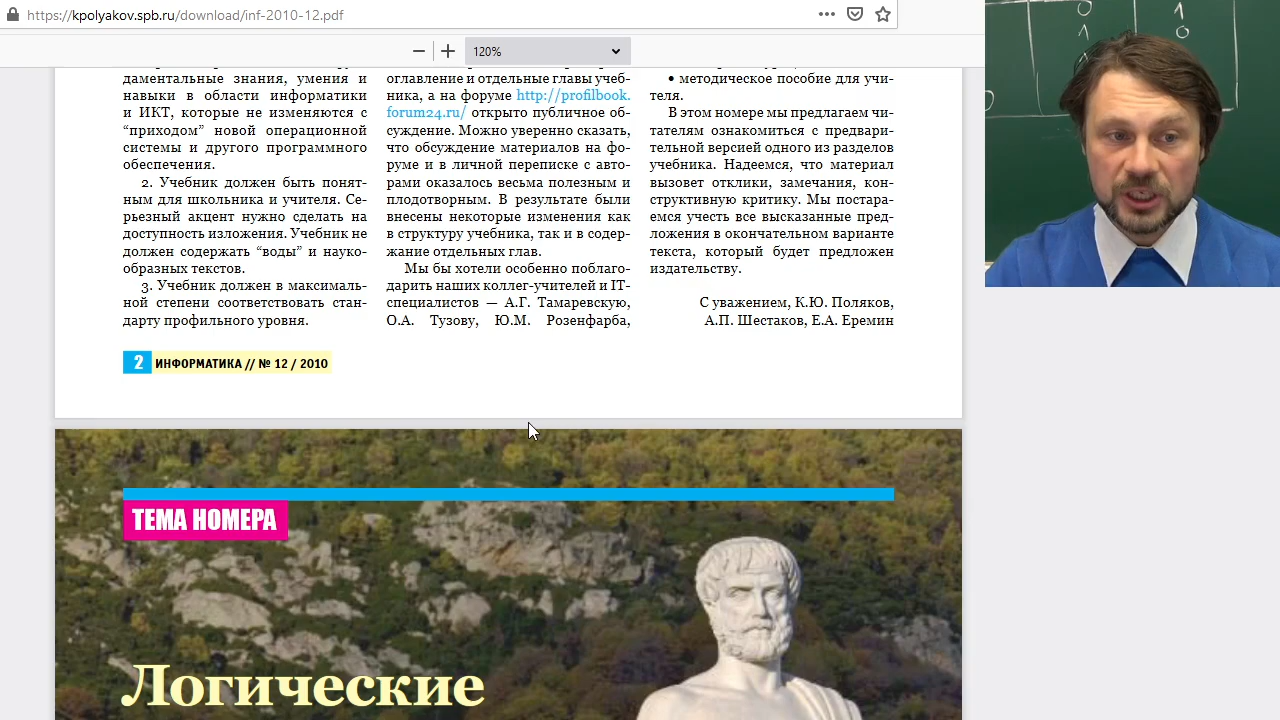 https://kpolyakov.spb.ru/download/inf-2010-12.pdf
120%
даментальные знания, умения и
навыки в области информатики
и ИКТ, которые не изменяются с
“приходом” новой операционной
системы и другого программного
обеспечения.
2. Учебник должен быть понят-
ным для школьника и учителя. Се-
рьезный акцент нужно сделать на
доступность изложения. Учебник не
должен содержать “воды” и науко-
образных текстов.
3. Учебник должен в максималь-
ной степени соответствовать стан-
дарту профильного уровня.
оглавление и отдельные главы учеб-
ника, а на форуме http://profilbook.
forum24.ru/ открыто публичное об-
суждение. Можно уверенно сказать,
что обсуждение материалов на фо-
руме и в личной переписке с авто-
рами оказалось весьма полезным и
плодотворным. В результате были
внесены некоторые изменения как
в структуру учебника, так и в содер-
жание отдельных глав.
Мы бы хотели особенно поблаго-
дарить наших коллег-учителей и IT-
специалистов — А.Г. Тамаревскую,
О.А. Тузову, Ю.М. Розенфарба,
• методическое пособие для учи-
теля.
В этом номере мы предлагаем чи-
тателям ознакомиться с предвари-
тельной версией одного из разделов
учебника. Надеемся, что материал
вызовет отклики, замечания, кон-
структивную критику. Мы постара-
емся учесть все высказанные пред-
ложения в окончательном варианте
текста, который будет предложен
издательству.
С уважением, К.Ю. Поляков,
А.П. Шестаков, Е.А. Еремин
2 ИНФОРМАТИКА // № 12 / 2010
ТЕМА НОМЕРА
Логические
0 1
1 0